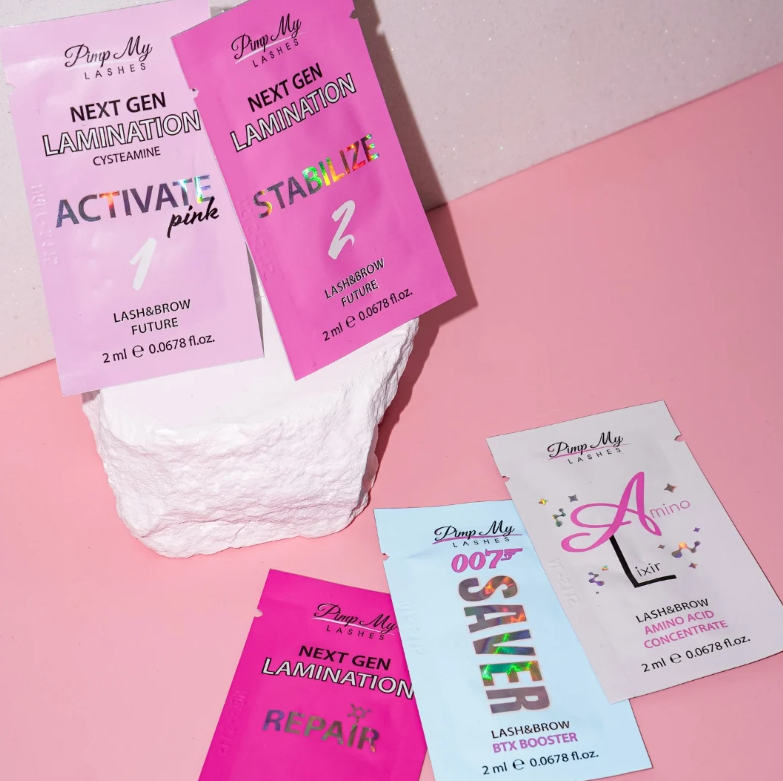 Pimp My
LASHES
NEXT GEN
LAMINATION
CYSTEAMINE
ACTIVATE
pink
1
LASH&BROW
FUTURE
2 ml ℮ 0.0678 fl.oz.
Pimp My
LASHES
NEXT GEN
LAMINATION
STABILIZE
2
LASH&BROW
FUTURE
2 ml ℮ 0.0678 fl.oz.
Pimp My
LASHES
NEXT GEN
LAMINATION
REPAIR
Pimp My
LASHES
007
SAVER
LASH&BROW
BTX BOOSTER
2 ml ℮ 0.0678 fl.oz.
Pimp My
LASHES
Amino
Lixir
LASH&BROW
AMINO ACID
CONCENTRATE
2 ml ℮ 0.0678 fl.oz.